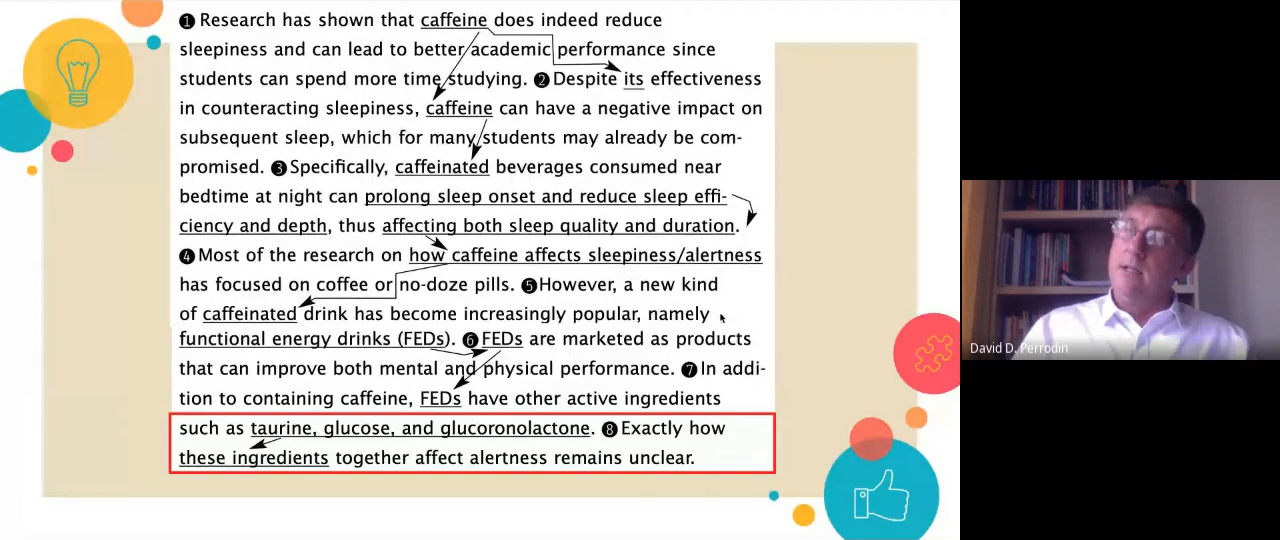 ❶ Research has shown that caffeine does indeed reduce
sleepiness and can lead to better academic performance since
students can spend more time studying. ❷ Despite its effectiveness
in counteracting sleepiness, caffeine can have a negative impact on
subsequent sleep, which for many students may already be com-
promised. ❸ Specifically, caffeinated beverages consumed near
bedtime at night can prolong sleep onset and reduce sleep effi-
ciency and depth, thus affecting both sleep quality and duration.
❹ Most of the research on how caffeine affects sleepiness/alertness
has focused on coffee or no-doze pills. ❺ However, a new kind
of caffeinated drink has become increasingly popular, namely
functional energy drinks (FEDs). ❻ FEDs are marketed as products
that can improve both mental and physical performance. ❼ In addi-
tion to containing caffeine, FEDs have other active ingredients
such as taurine, glucose, and glucoronolactone. ❽ Exactly how
these ingredients together affect alertness remains unclear.
David D. Perrodin